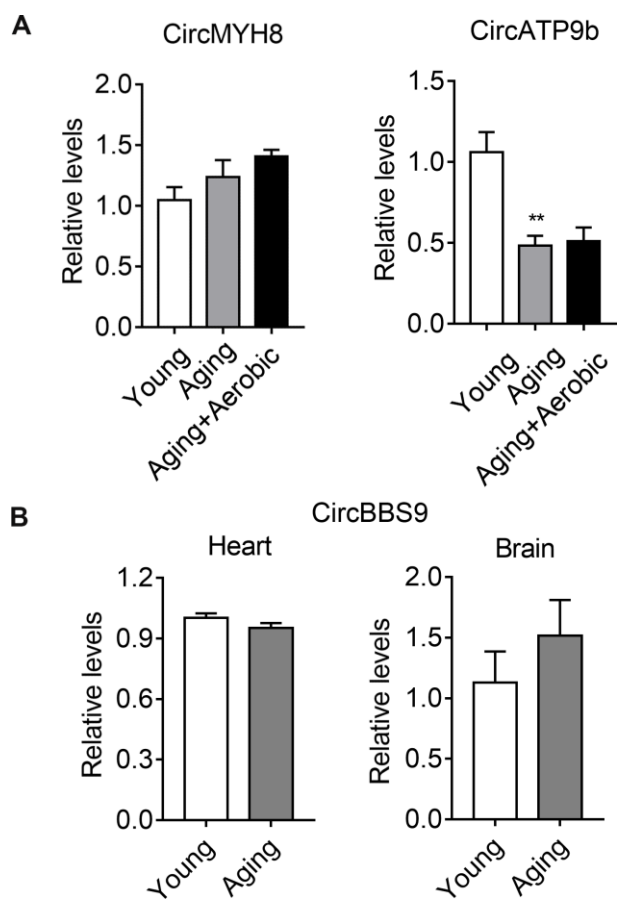 A
CircMYH8
Relative levels
2.0
1.5
1.0
0.5
0.0
Young
Aging
Aging+Aerobic
CircATP9b
Relative levels
1.5
1.0
0.5
0.0
**
Young
Aging
Aging+Aerobic
B
CircBBS9
Heart
Relative levels
1.2
0.9
0.6
0.3
0.0
Young
Aging
Brain
Relative levels
2.0
1.5
1.0
0.5
0.0
Young
Aging